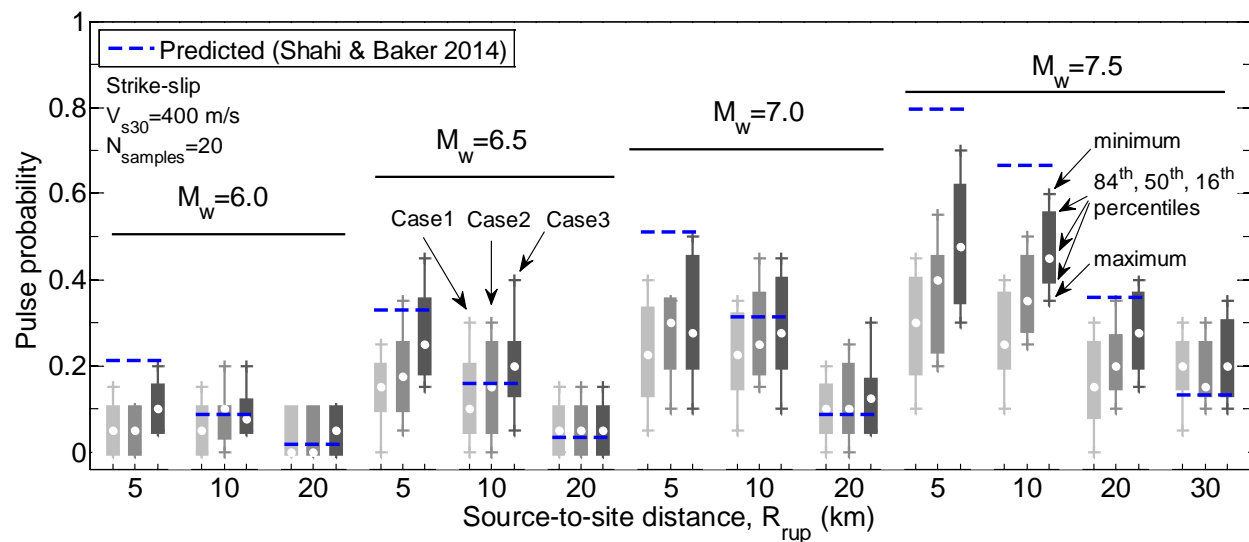 Predicted (Shahi & Baker 2014)
Strike-slip
Vs30=400 m/s
Nsamples=20
Mw=6.0
Mw=6.5
Mw=7.0
Mw=7.5
Case1
Case2
Case3
minimum
84th, 50th, 16th
percentiles
maximum
Pulse probability
1
0.8
0.6
0.4
0.2
0
5 10 20 5 10 20 5 10 20 5 10 20 30
Source-to-site distance, Rrup (km)